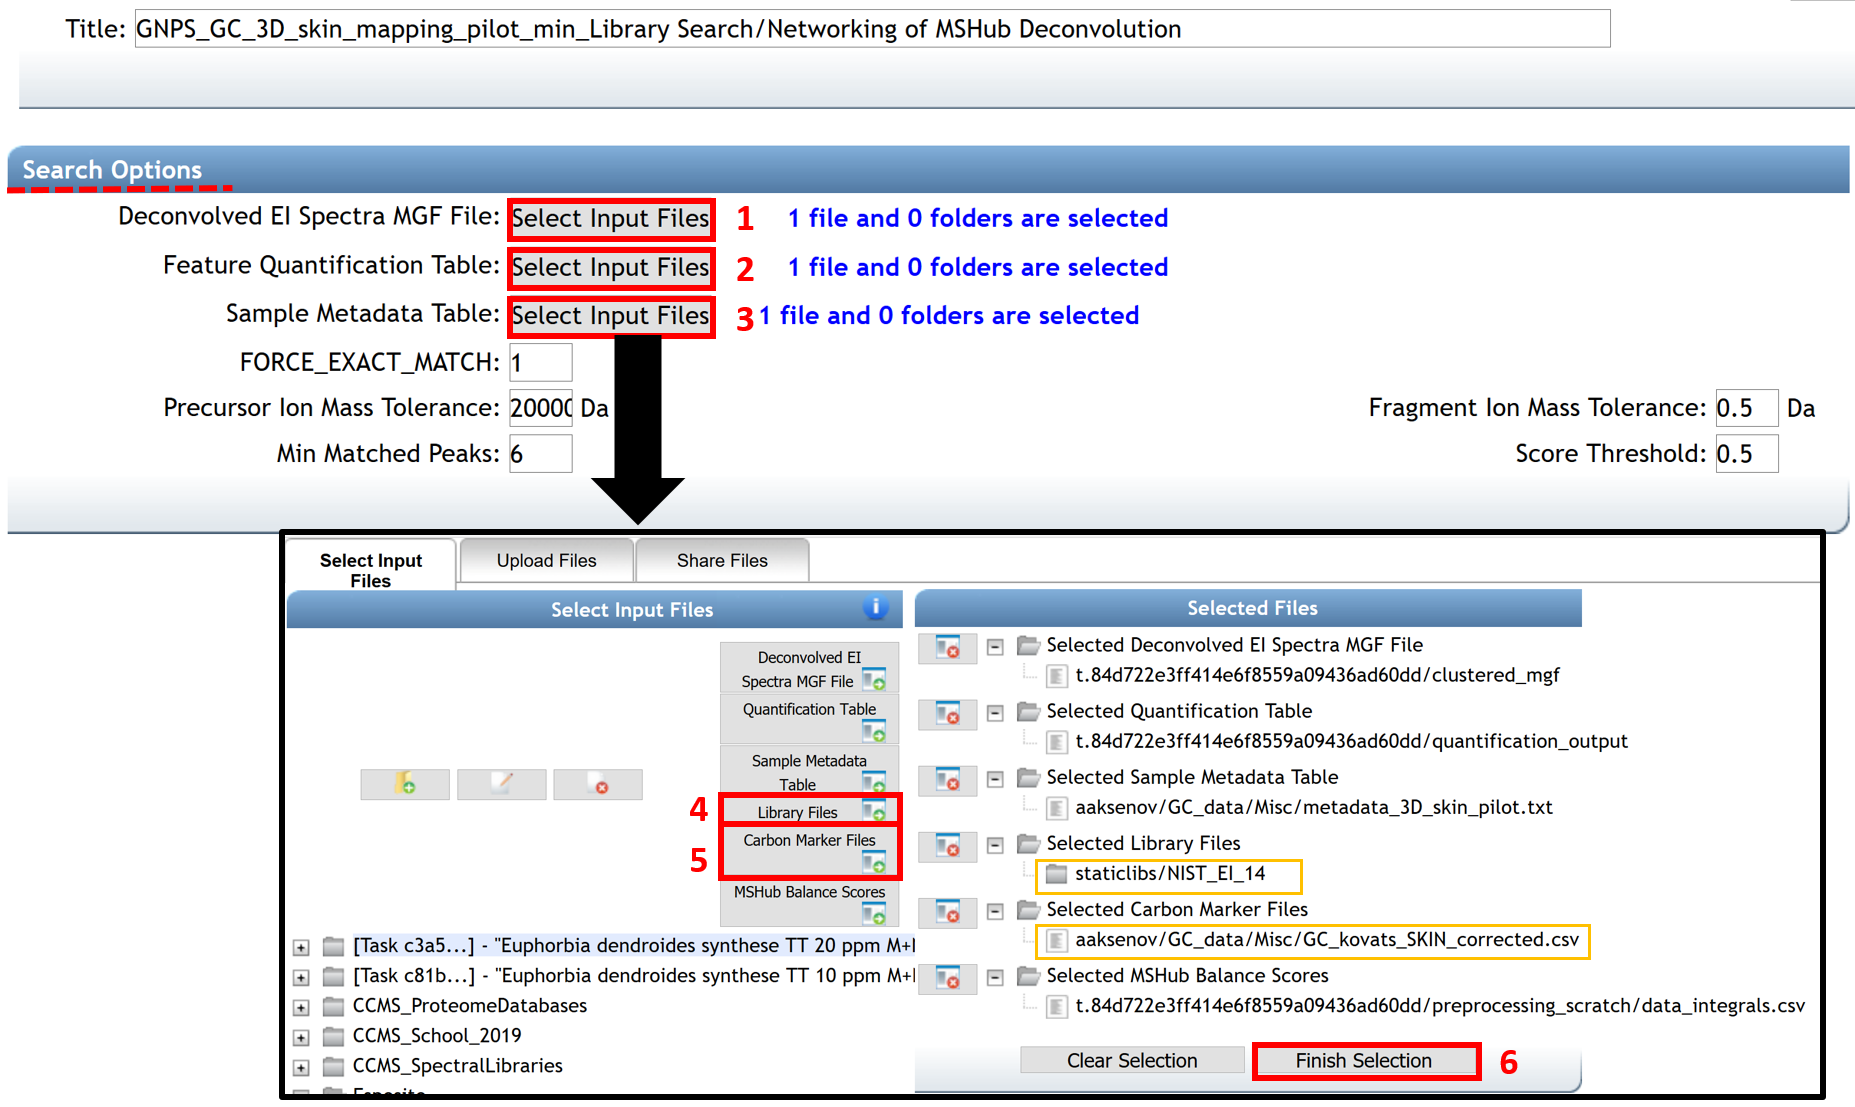 Title: GNPS_GC_3D_skin_mapping_pilot_min_Library Search/Networking of MSHub Deconvolution
Search Options
Deconvolved EI Spectra MGF File: Select Input Files 1 1 file and 0 folders are selected
Feature Quantification Table: Select Input Files 2 1 file and 0 folders are selected
Sample Metadata Table: Select Input Files 3 1 file and 0 folders are selected
FORCE_EXACT_MATCH: 1
Precursor Ion Mass Tolerance: 20000 Da Fragment Ion Mass Tolerance: 0.5 Da
Min Matched Peaks: 6 Score Threshold: 0.5
Select Input
Files
Upload Files
Share Files
Select Input Files
Deconvolved EI
Spectra MGF File
Quantification Table
Sample Metadata
Table
4 Library Files
5 Carbon Marker Files
MSHub Balance Scores
[Task c3a5...] - "Euphorbia dendroides synthese TT 20 ppm
[Task c81b...] - "Euphorbia dendroides synthese TT 10 ppm
CCMS_ProteomeDatabases
CCMS_School_2019
CCMS_SpectralLibraries
Selected Files
Selected Deconvolved EI Spectra MGF File
t.84d722e3ff414e6f8559a09436ad60dd/clustered_mgf
Selected Quantification Table
t.84d722e3ff414e6f8559a09436ad60dd/quantification_output
Selected Sample Metadata Table
aaksenov/GC_data/Misc/metadata_3D_skin_pilot.txt
Selected Library Files
staticlibs/NIST_EI_14
Selected Carbon Marker Files
aaksenov/GC_data/Misc/GC_kovats_SKIN_corrected.csv
Selected MSHub Balance Scores
t.84d722e3ff414e6f8559a09436ad60dd/preprocessing_scratch/data_integrals.csv
Clear Selection Finish Selection 6